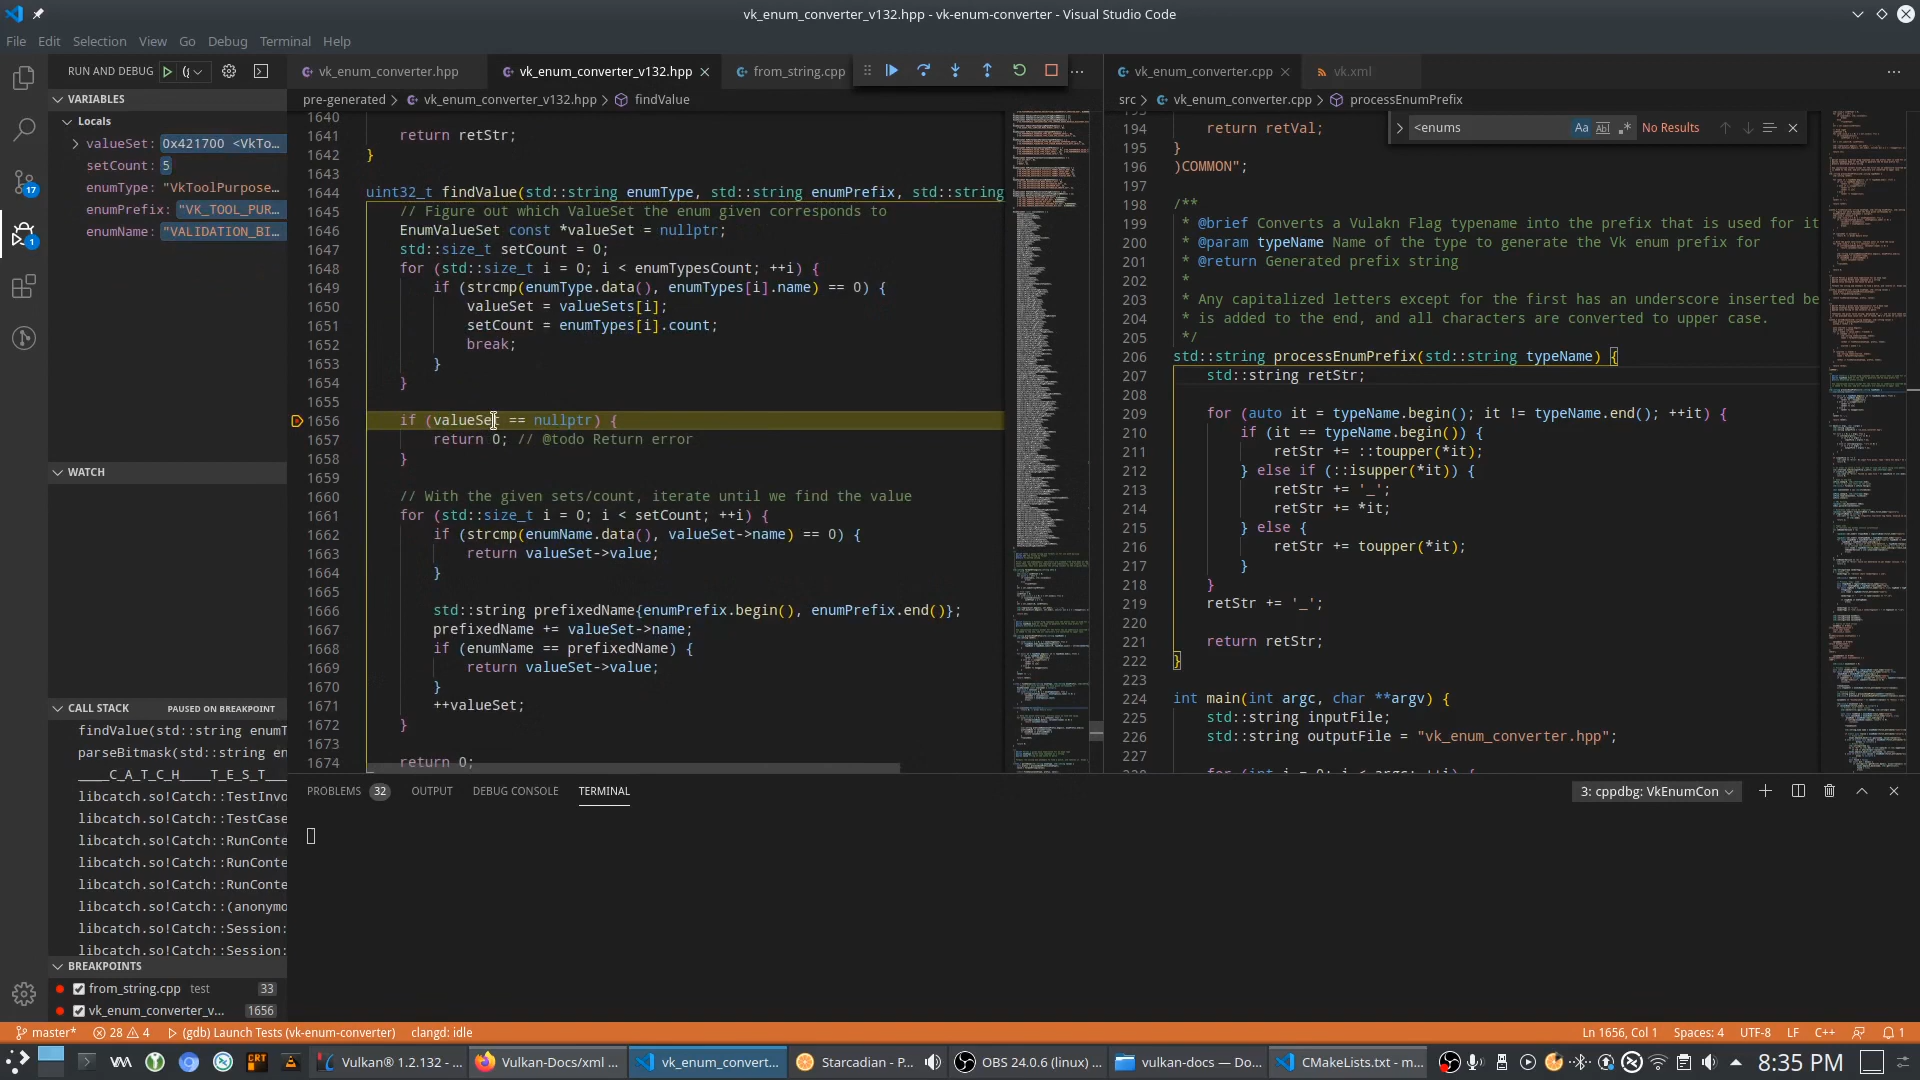 vk_enum_converter_v132.hpp - vk-enum-converter - Visual Studio Code
File Edit Selection View Go Debug Terminal Help
RUN AND DEBUG
vk_enum_converter.hpp
vk_enum_converter_v132.hpp
from_string.cpp
vk_enum_converter.cpp
vk.xml
VARIABLES
Locals
valueSet: 0x421700 <VkTo...
setCount: 5
enumType: "VkToolPurpose...
enumPrefix: "VK_TOOL_PUR...
enumName: "VALIDATION_BI...
WATCH
CALL STACK PAUSED ON BREAKPOINT
findValue(std::string enumT
parseBitmask(std::string en
____C_A_T_C_H____T_E_S_T____
libcatch.so!Catch::TestInvo
libcatch.so!Catch::TestCase
libcatch.so!Catch::RunConte
libcatch.so!Catch::RunConte
libcatch.so!Catch::RunConte
libcatch.so!Catch::(anonymo
libcatch.so!Catch::Session:
libcatch.so!Catch::Session:
BREAKPOINTS
from_string.cpp test 33
vk_enum_converter_v... 1656
17
1
pre-generated > vk_enum_converter_v132.hpp > findValue
1640
1641 return retStr;
1642 }
1643
1644 uint32_t findValue(std::string enumType, std::string enumPrefix, std::string
1645 // Figure out which ValueSet the enum given corresponds to
1646 EnumValueSet const *valueSet = nullptr;
1647 std::size_t setCount = 0;
1648 for (std::size_t i = 0; i < enumTypesCount; ++i) {
1649 if (strcmp(enumType.data(), enumTypes[i].name) == 0) {
1650 valueSet = valueSets[i];
1651 setCount = enumTypes[i].count;
1652 break;
1653 }
1654 }
1655
1656 if (valueSet == nullptr) {
1657 return 0; // @todo Return error
1658 }
1659
1660 // With the given sets/count, iterate until we find the value
1661 for (std::size_t i = 0; i < setCount; ++i) {
1662 if (strcmp(enumName.data(), valueSet->name) == 0) {
1663 return valueSet->value;
1664 }
1665
1666 std::string prefixedName{enumPrefix.begin(), enumPrefix.end()};
1667 prefixedName += valueSet->name;
1668 if (enumName == prefixedName) {
1669 return valueSet->value;
1670 }
1671 ++valueSet;
1672 }
1673
1674 return 0;
src > vk_enum_converter.cpp > processEnumPrefix
<enums
Aa Abl .* No Results
194 return retVal;
195 }
196 )COMMON";
197
198 /**
199 * @brief Converts a Vulakn Flag typename into the prefix that is used for it
200 * @param typeName Name of the type to generate the Vk enum prefix for
201 * @return Generated prefix string
202 *
203 * Any capitalized letters except for the first has an underscore inserted be
204 * is added to the end, and all characters are converted to upper case.
205 */
206 std::string processEnumPrefix(std::string typeName) {
207 std::string retStr;
208
209 for (auto it = typeName.begin(); it != typeName.end(); ++it) {
210 if (it == typeName.begin()) {
211 retStr += ::toupper(*it);
212 } else if (::isupper(*it)) {
213 retStr += '_';
214 retStr += *it;
215 } else {
216 retStr += toupper(*it);
217 }
218 }
219 retStr += '_';
220
221 return retStr;
222 }
223
224 int main(int argc, char **argv) {
225 std::string inputFile;
226 std::string outputFile = "vk_enum_converter.hpp";
227
228 for (int i = 0; i < argc; ++i) {
PROBLEMS 32 OUTPUT DEBUG CONSOLE TERMINAL
3: cppdbg: VkEnumCon
master* 28 4 (gdb) Launch Tests (vk-enum-converter) clangd: idle
Ln 1656, Col 1 Spaces: 4 UTF-8 LF C++ 1
Vulkan® 1.2.132 - ...
Vulkan-Docs/xml ...
vk_enum_convert...
Starcadian - P...
OBS 24.0.6 (linux) ...
vulkan-docs — Do...
CMakeLists.txt - m...
8:35 PM